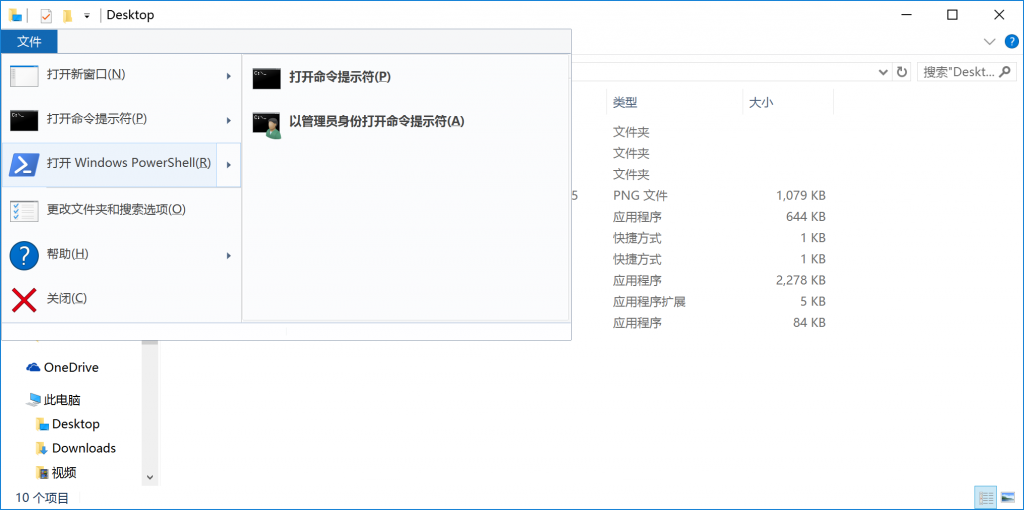 Desktop
文件
打开新窗口(N)
打开命令提示符(P)
打开 Windows PowerShell(R)
更改文件夹和搜索选项(O)
帮助(H)
关闭(C)
打开命令提示符(P)
以管理员身份打开命令提示符(A)
搜索"Deskt...
类型 大小
文件夹
文件夹
文件夹
5 PNG 文件 1,079 KB
应用程序 644 KB
快捷方式 1 KB
快捷方式 1 KB
应用程序 2,278 KB
应用程序扩展 5 KB
应用程序 84 KB
OneDrive
此电脑
Desktop
Downloads
视频
10 个项目